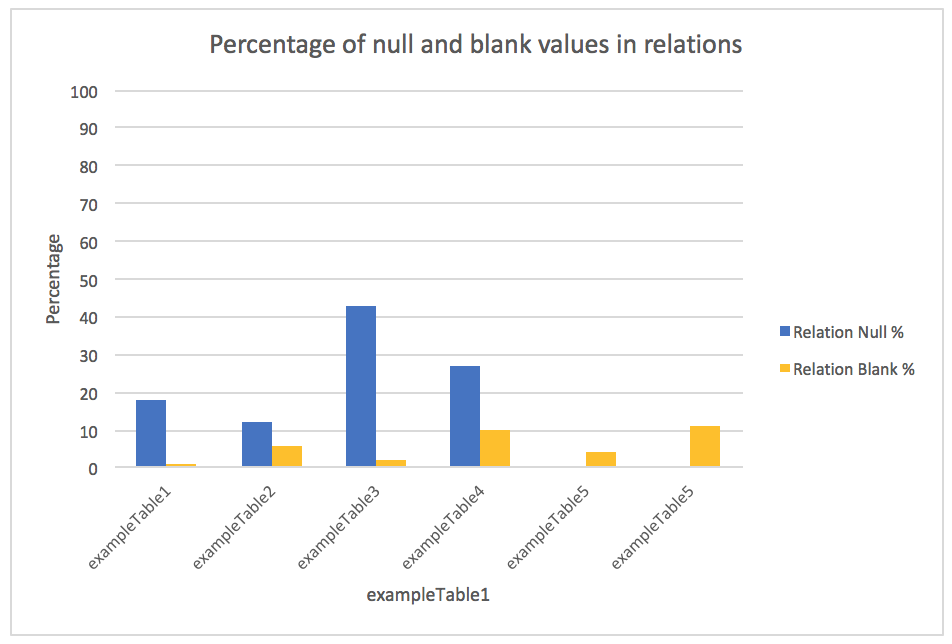 Percentage of null and blank values in relations
100
90
80
70
60
50
40
30
20
10
0
Percentage
exampleTable1
exampleTable2
exampleTable3
exampleTable4
exampleTable5
exampleTable5
exampleTable1
Relation Null %
Relation Blank %